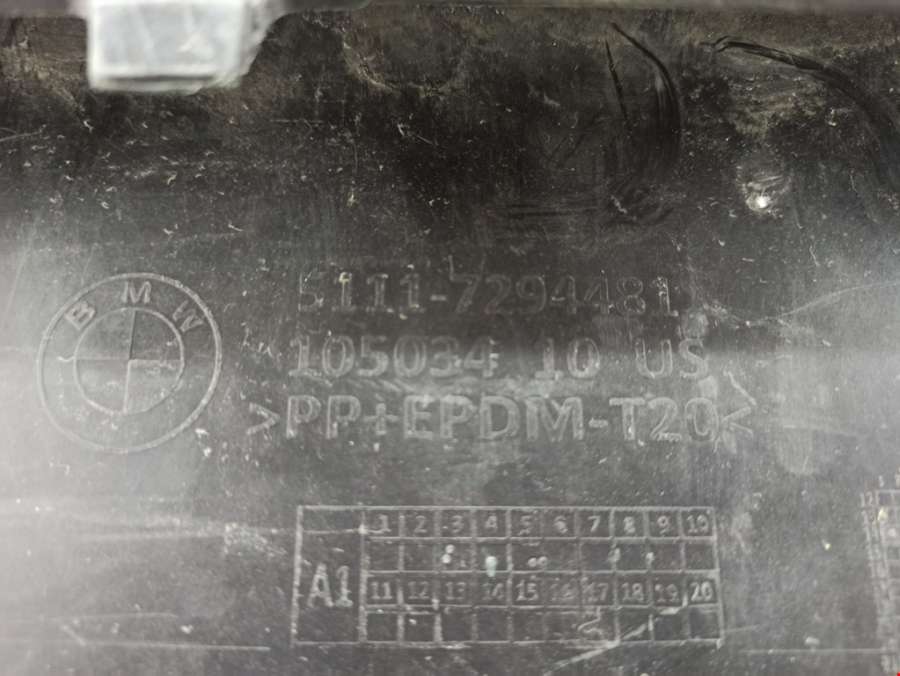 BMW
5111-7294481
105034 10 US
>PP+EPDM-T20<
1 2 3 4 5 6 7 8 9 10
A1
11 12 13 14 15 16 17 18 19 20